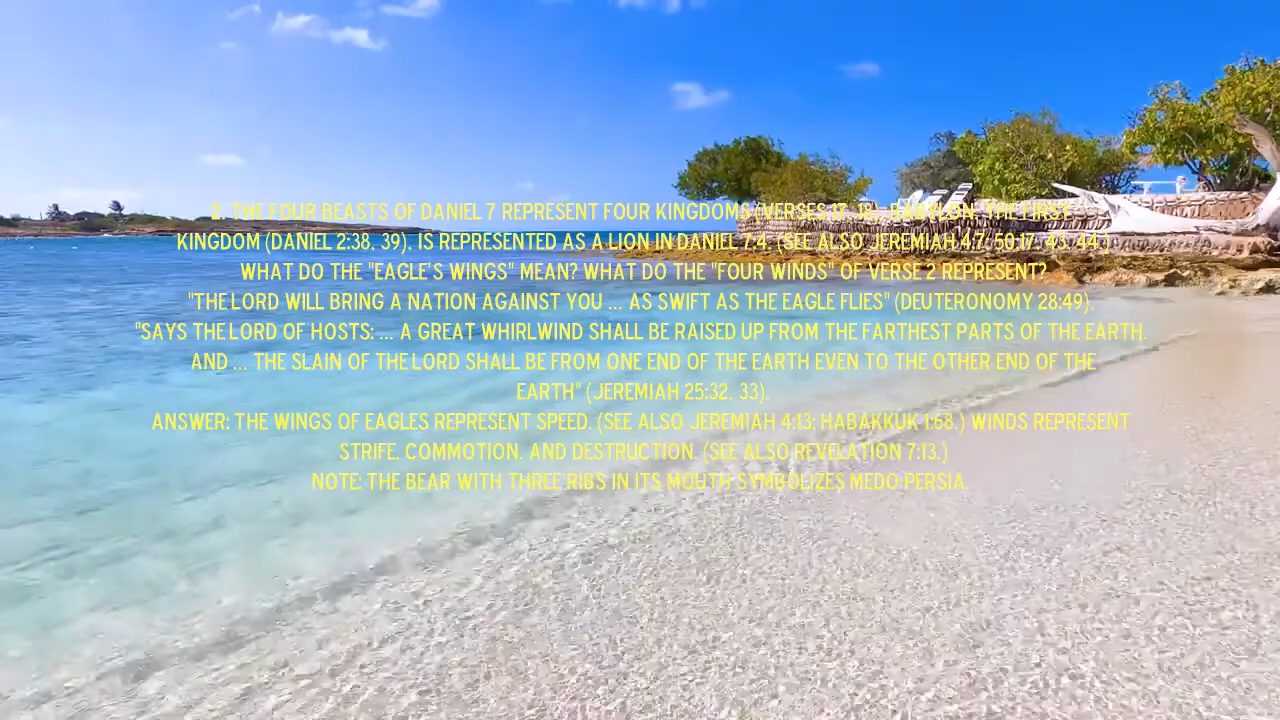 2. THE FOUR BEASTS OF DANIEL 7 REPRESENT FOUR KINGDOMS (VERSES 17, 18). BABYLON, THE FIRST
KINGDOM (DANIEL 2:38, 39), IS REPRESENTED AS A LION IN DANIEL 7:4. (SEE ALSO JEREMIAH 4:7; 50:17, 43, 44.)
WHAT DO THE "EAGLE'S WINGS" MEAN? WHAT DO THE "FOUR WINDS" OF VERSE 2 REPRESENT?
"THE LORD WILL BRING A NATION AGAINST YOU ... AS SWIFT AS THE EAGLE FLIES" (DEUTERONOMY 28:49).
"SAYS THE LORD OF HOSTS: ... A GREAT WHIRLWIND SHALL BE RAISED UP FROM THE FARTHEST PARTS OF THE EARTH.
AND ... THE SLAIN OF THE LORD SHALL BE FROM ONE END OF THE EARTH EVEN TO THE OTHER END OF THE
EARTH" (JEREMIAH 25:32, 33).
ANSWER: THE WINGS OF EAGLES REPRESENT SPEED. (SEE ALSO JEREMIAH 4:13; HABAKKUK 1:68.) WINDS REPRESENT
STRIFE, COMMOTION, AND DESTRUCTION. (SEE ALSO REVELATION 7:13.)
NOTE: THE BEAR WITH THREE RIBS IN ITS MOUTH SYMBOLIZES MEDO PERSIA.